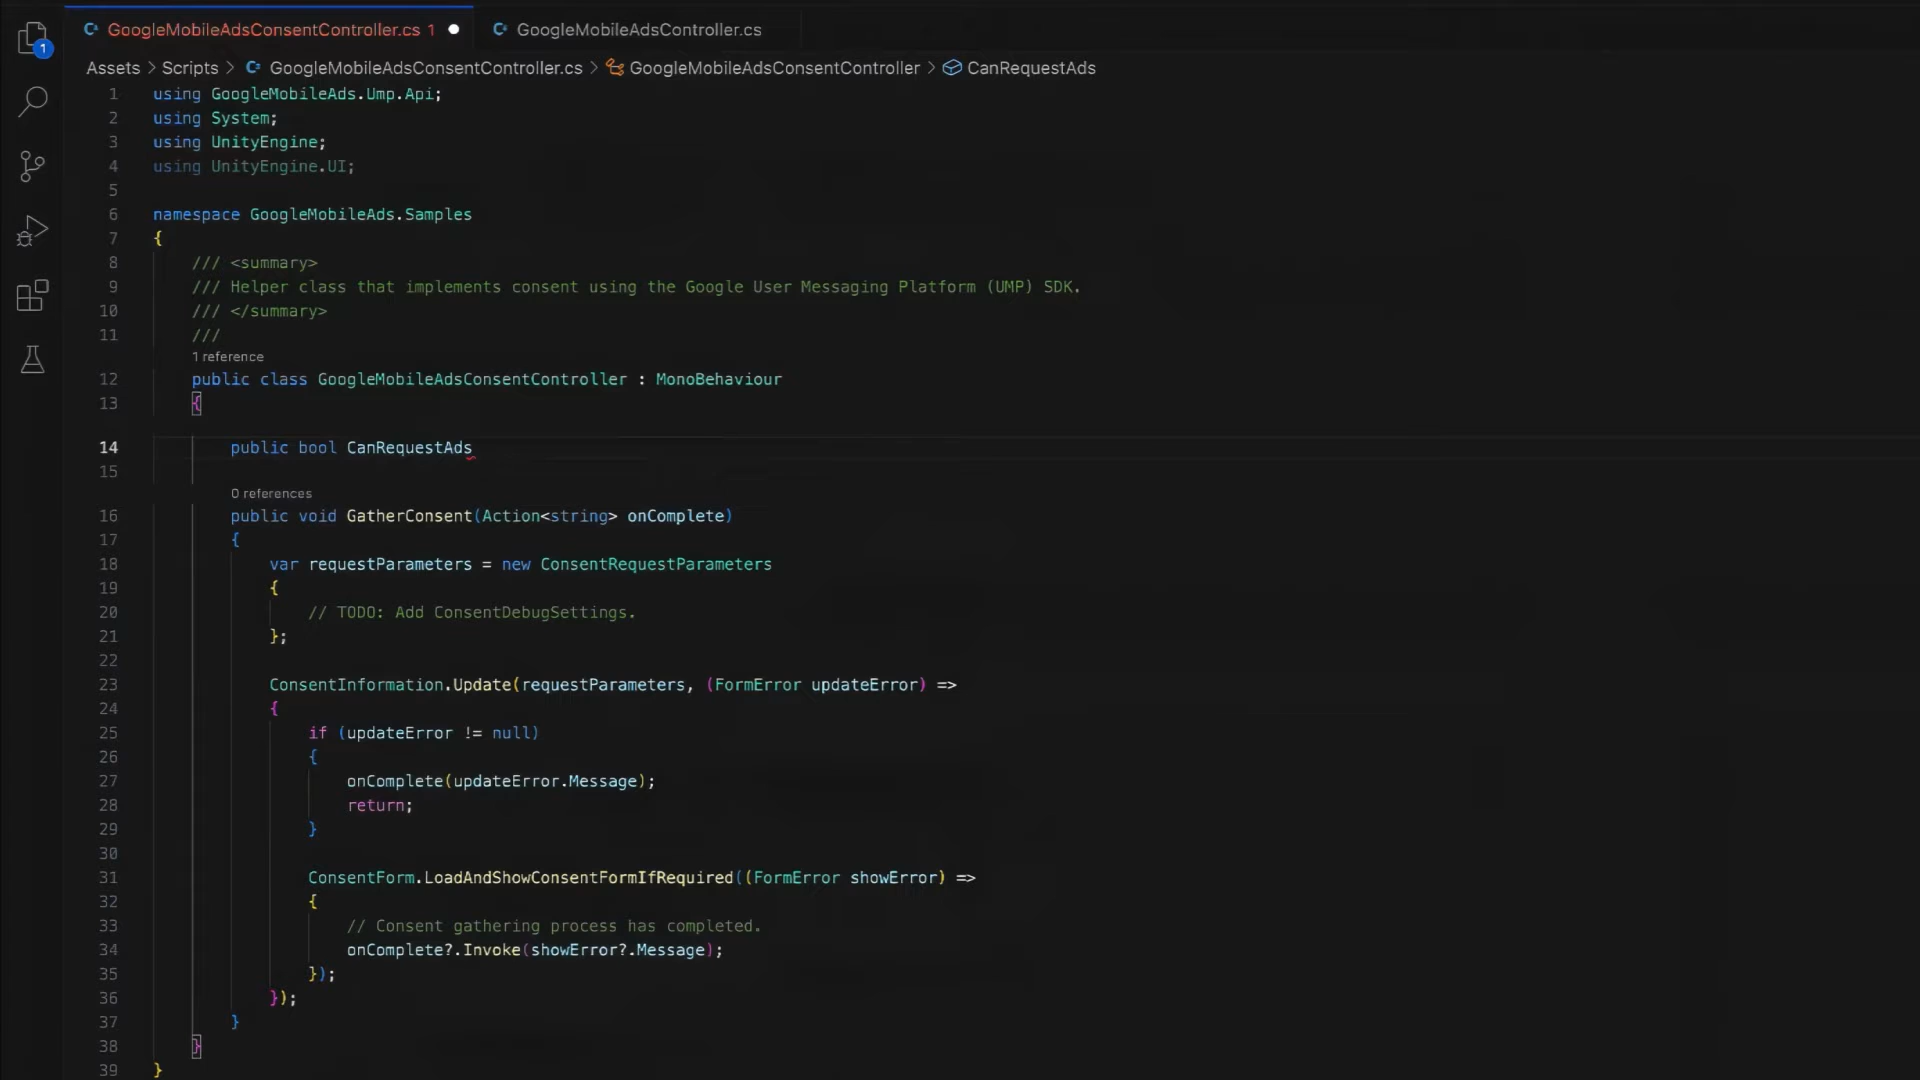 GoogleMobileAdsConsentController.cs 1
GoogleMobileAdsController.cs
1
Assets > Scripts > GoogleMobileAdsConsentController.cs > GoogleMobileAdsConsentController > CanRequestAds
1 using GoogleMobileAds.Ump.Api;
2 using System;
3 using UnityEngine;
4 using UnityEngine.UI;
5
6 namespace GoogleMobileAds.Samples
7 {
8 /// <summary>
9 /// Helper class that implements consent using the Google User Messaging Platform (UMP) SDK.
10 /// </summary>
11 ///
1 reference
12 public class GoogleMobileAdsConsentController : MonoBehaviour
13 {
14 public bool CanRequestAds
15
0 references
16 public void GatherConsent(Action<string> onComplete)
17 {
18 var requestParameters = new ConsentRequestParameters
19 {
20 // TODO: Add ConsentDebugSettings.
21 };
22
23 ConsentInformation.Update(requestParameters, (FormError updateError) =>
24 {
25 if (updateError != null)
26 {
27 onComplete(updateError.Message);
28 return;
29 }
30
31 ConsentForm.LoadAndShowConsentFormIfRequired((FormError showError) =>
32 {
33 // Consent gathering process has completed.
34 onComplete?.Invoke(showError?.Message);
35 });
36 });
37 }
38 }
39 }